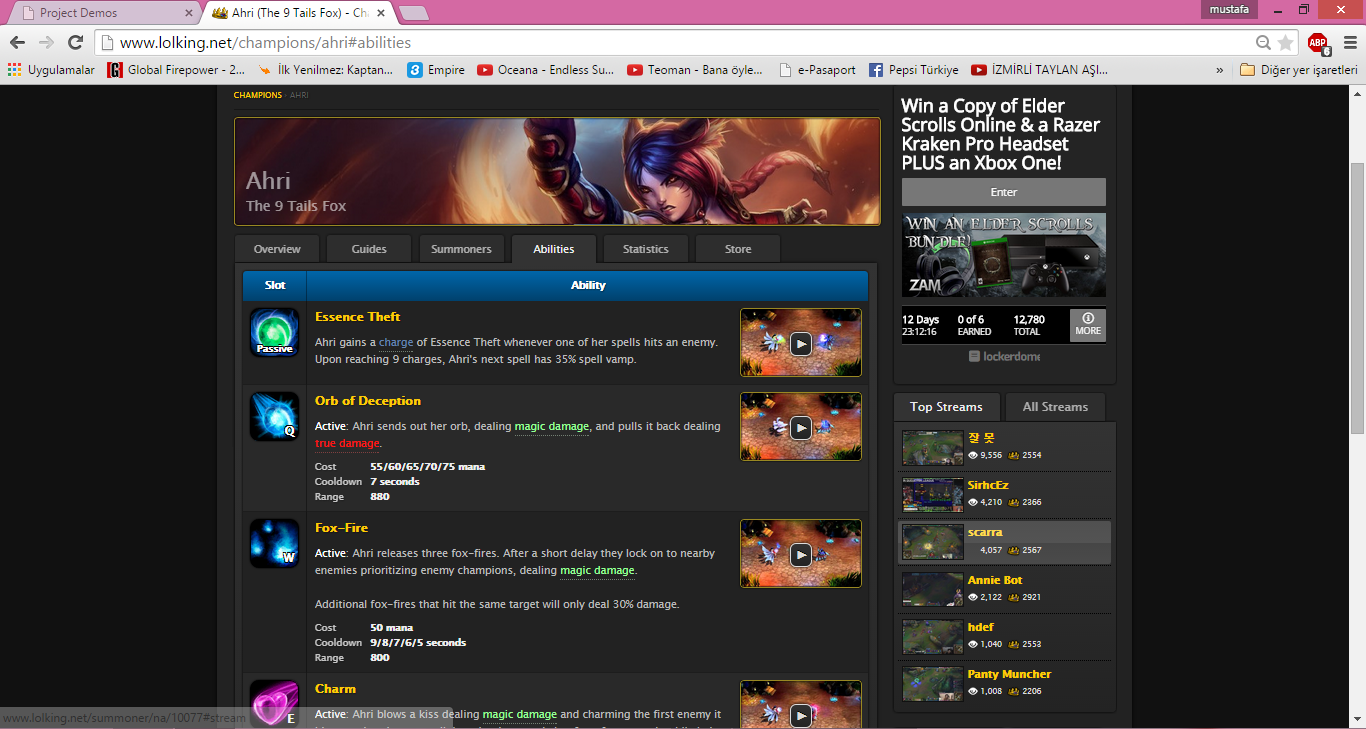 Project Demos
Ahri (The 9 Tails Fox) - Cha
mustafa
www.lolking.net/champions/ahri#abilities
ABP
6
Uygulamalar
Global Firepower - 2...
İlk Yenilmez: Kaptan...
Empire
Oceana - Endless Su...
Teoman - Bana öyle...
e-Pasaport
Pepsi Türkiye
İZMİRLİ TAYLAN AŞI...
»
Diğer yer işaretleri
CHAMPIONS › AHRI
Ahri
The 9 Tails Fox
Overview
Guides
Summoners
Abilities
Statistics
Store
Slot
Ability
Passive
Essence Theft
Ahri gains a charge of Essence Theft whenever one of her spells hits an enemy.
Upon reaching 9 charges, Ahri's next spell has 35% spell vamp.
Q
Orb of Deception
Active: Ahri sends out her orb, dealing magic damage, and pulls it back dealing
true damage.
Cost 55/60/65/70/75 mana
Cooldown 7 seconds
Range 880
W
Fox-Fire
Active: Ahri releases three fox-fires. After a short delay they lock on to nearby
enemies prioritizing enemy champions, dealing magic damage.
Additional fox-fires that hit the same target will only deal 30% damage.
Cost 50 mana
Cooldown 9/8/7/6/5 seconds
Range 800
E
Charm
Active: Ahri blows a kiss dealing magic damage and charming the first enemy it
www.lolking.net/summoner/na/10077#stream
Win a Copy of Elder
Scrolls Online & a Razer
Kraken Pro Headset
PLUS an Xbox One!
Enter
WIN AN ELDER SCROLLS
BUNDLE!
ZAM
12 Days
23:12:16
0 of 6
EARNED
12,780
TOTAL
MORE
lockerdome
Top Streams
All Streams
잘 못
9,556 2554
SirhcEz
4,210 2366
scarra
4,057 2567
Annie Bot
2,122 2921
hdef
1,040 2553
Panty Muncher
1,008 2206